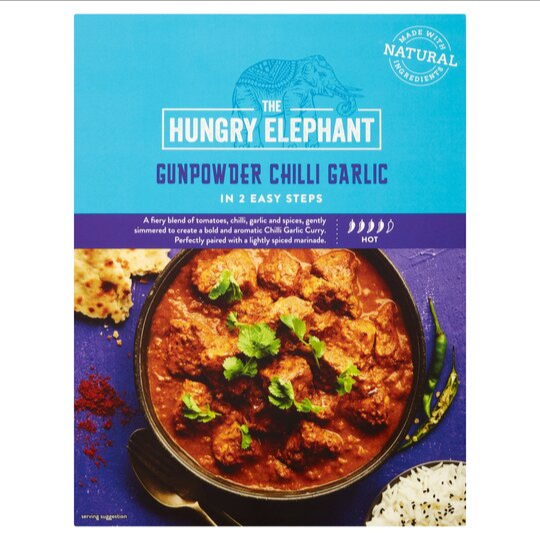 MADE WITH
NATURAL
INGREDIENTS
THE
HUNGRY ELEPHANT
GUNPOWDER CHILLI GARLIC
IN 2 EASY STEPS
A fiery blend of tomatoes, chilli, garlic and spices, gently
simmered to create a bold and aromatic Chilli Garlic Curry.
Perfectly paired with a lightly spiced marinade.
HOT
serving suggestion